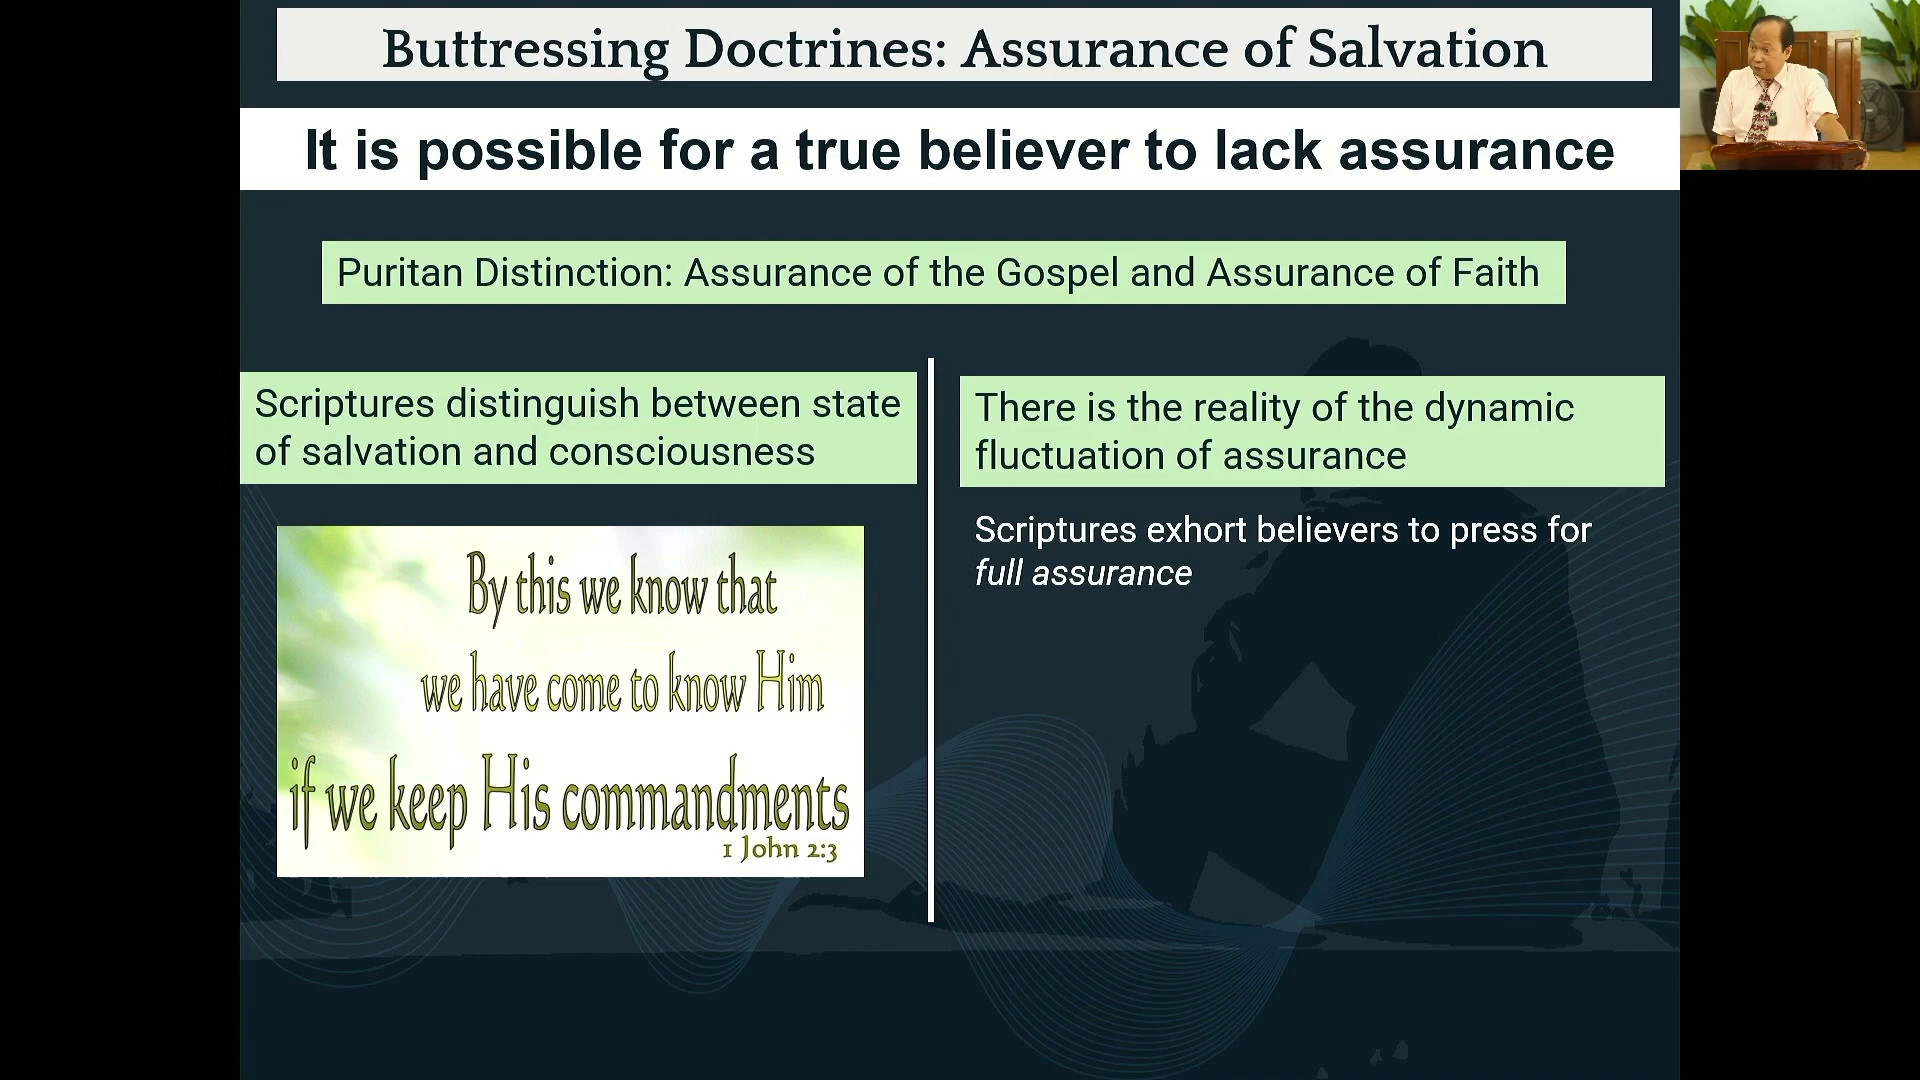 Buttressing Doctrines: Assurance of Salvation
It is possible for a true believer to lack assurance
Puritan Distinction: Assurance of the Gospel and Assurance of Faith
Scriptures distinguish between state
of salvation and consciousness
By this we know that
we have come to know Him
if we keep His commandments
1 John 2:3
There is the reality of the dynamic
fluctuation of assurance
Scriptures exhort believers to press for
full assurance